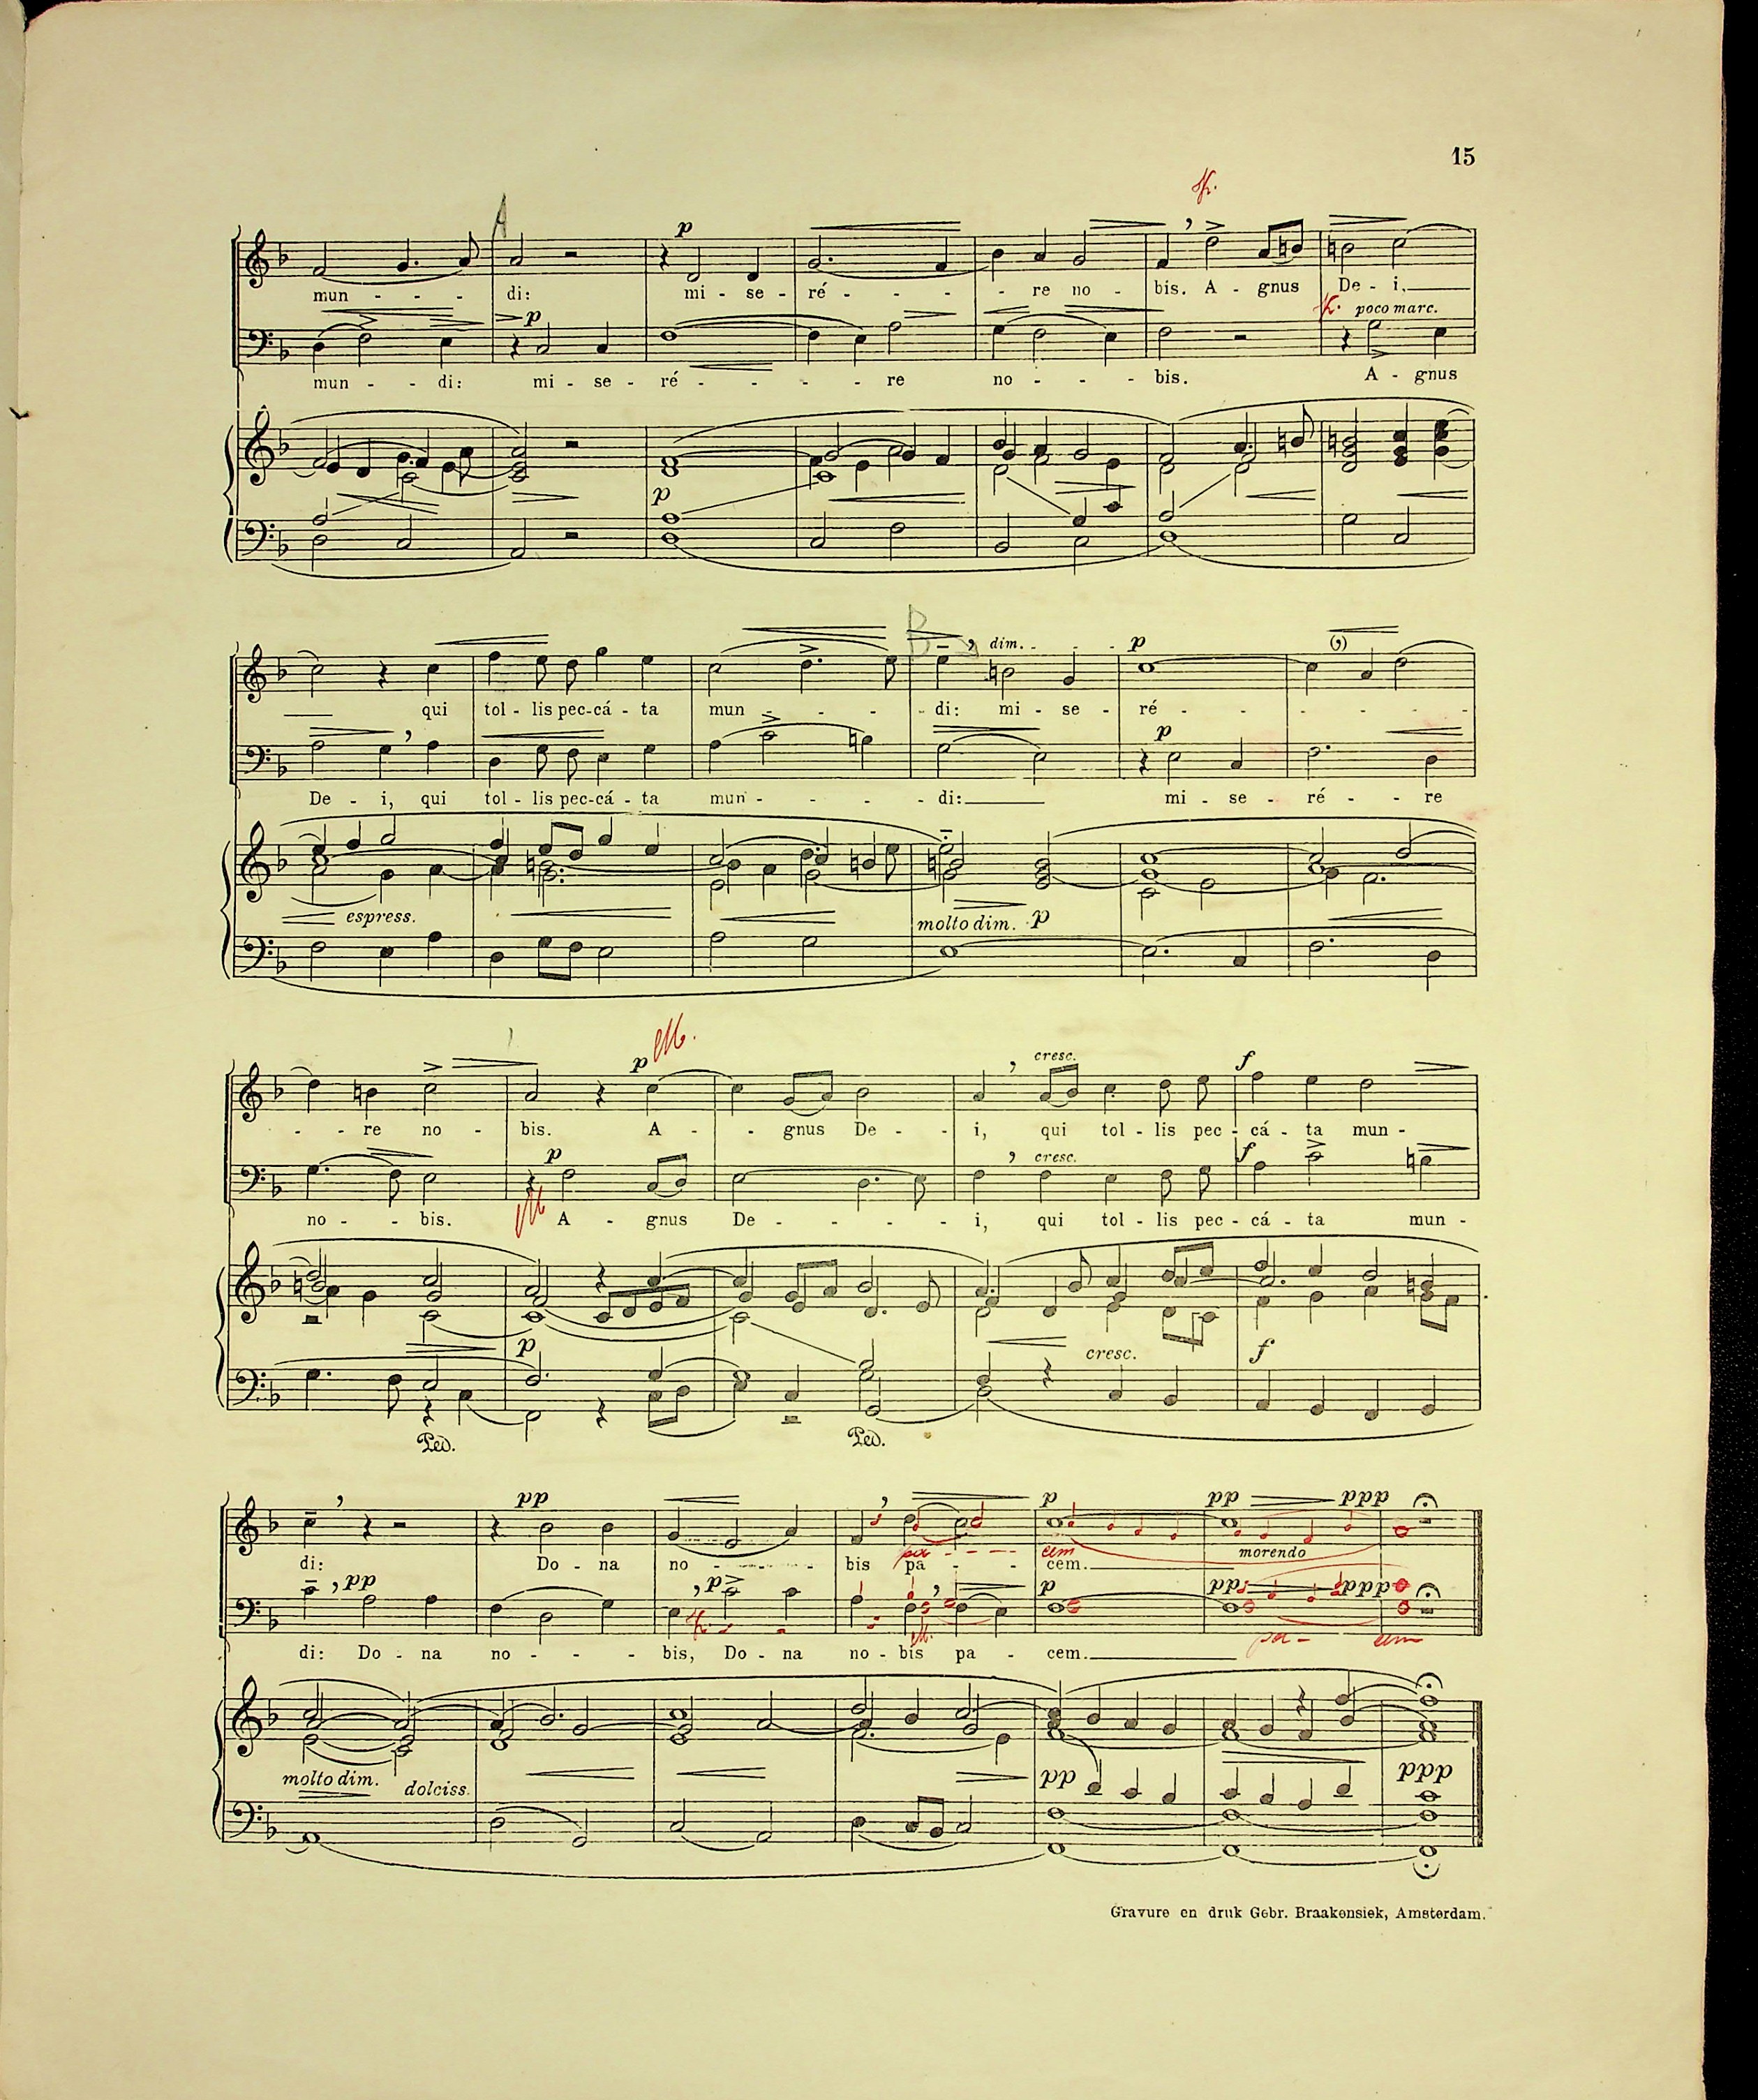 15
A
p
mun - - - di: mi - se - ré - - - - re no - bis. A - gnus De - i,
p
poco marc.
mun - - di: mi - se - ré - - - - re no - - - bis. A - gnus
p
B
dim. - - - p
(,)
qui tol - lis pec-cá - ta mun - - - di: mi - se - ré - - - - -
p
De - i, qui tol - lis pec-cá - ta mun - - - di: mi - se - ré - - re
espress.
molto dim. p
p
cresc.
f
- - re no - bis. A - - gnus De - - i, qui tol - lis pec - cá - ta mun -
p
cresc.
f
no - - bis. A - gnus De - - - - i, qui tol - lis pec - cá - ta mun -
p
cresc.
f
Ped.
Ped.
pp
p
pp
ppp
di: Do - na no - - - bis pa - - cem.
pa - - - - cem
morendo
pp
p
p
pp
ppp
di: Do - na no - - - bis, Do - na no - bis pa - cem.
pa - cem
molto dim.
dolciss.
pp
ppp
Gravure en druk Gebr. Braakensiek, Amsterdam.